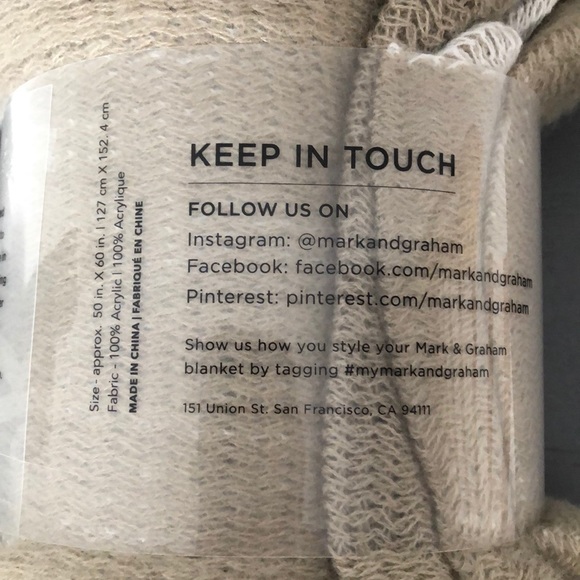 KEEP IN TOUCH
FOLLOW US ON
Instagram: @markandgraham
Facebook: facebook.com/markandgraham
Pinterest: pinterest.com/markandgraham
Show us how you style your Mark & Graham
blanket by tagging #mymarkandgraham
151 Union St. San Francisco, CA 94111
Size - approx. 50 in. X 60 in. | 127 cm X 152. 4 cm
Fabric - 100% Acrylic | 100% Acrylique
MADE IN CHINA | FABRIQUÉ EN CHINE